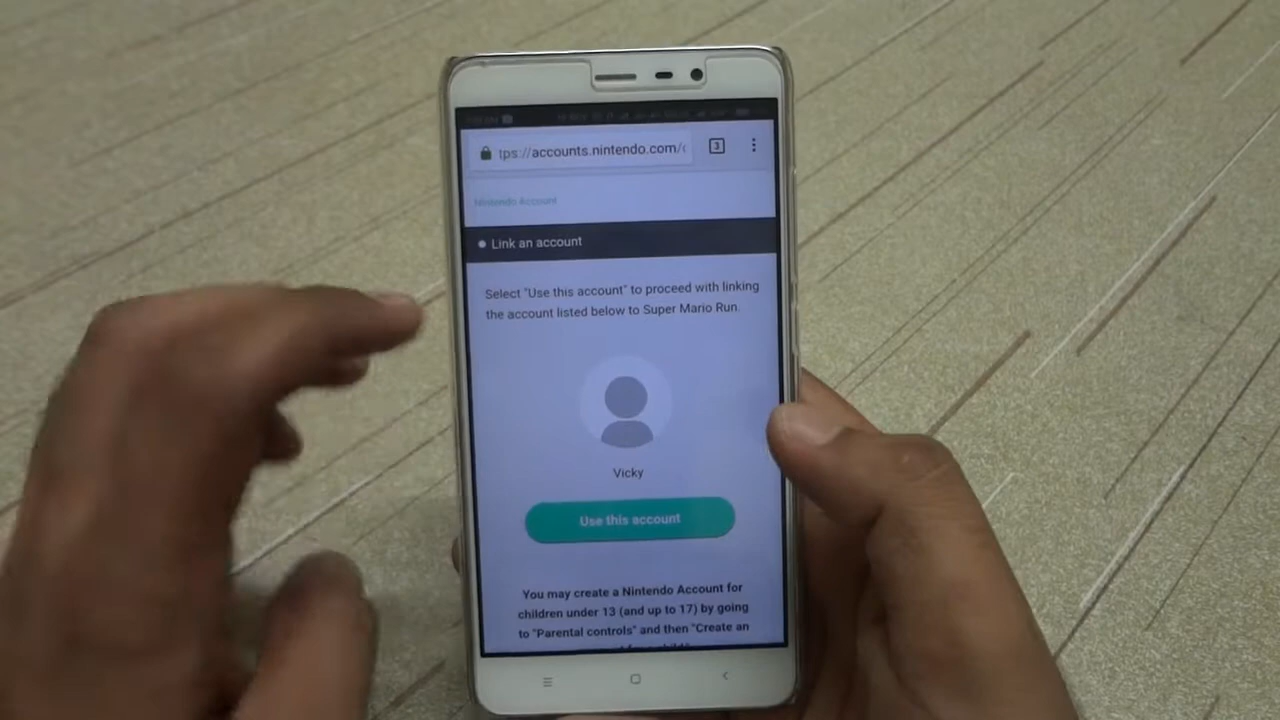 tps://accounts.nintendo.com/c
3
Nintendo Account
Link an account
Select "Use this account" to proceed with linking
the account listed below to Super Mario Run.
Vicky
Use this account
You may create a Nintendo Account for
children under 13 (and up to 17) by going
to "Parental controls" and then "Create an